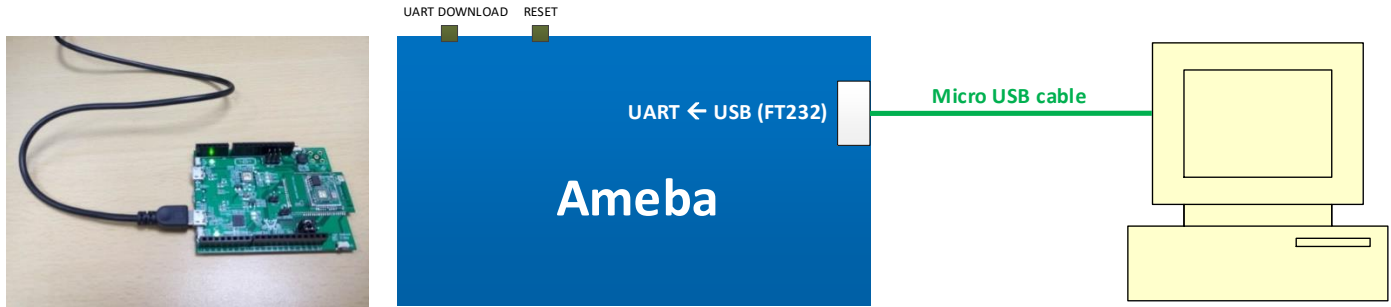 UART DOWNLOAD RESET
UART ← USB (FT232)
Micro USB cable
Ameba